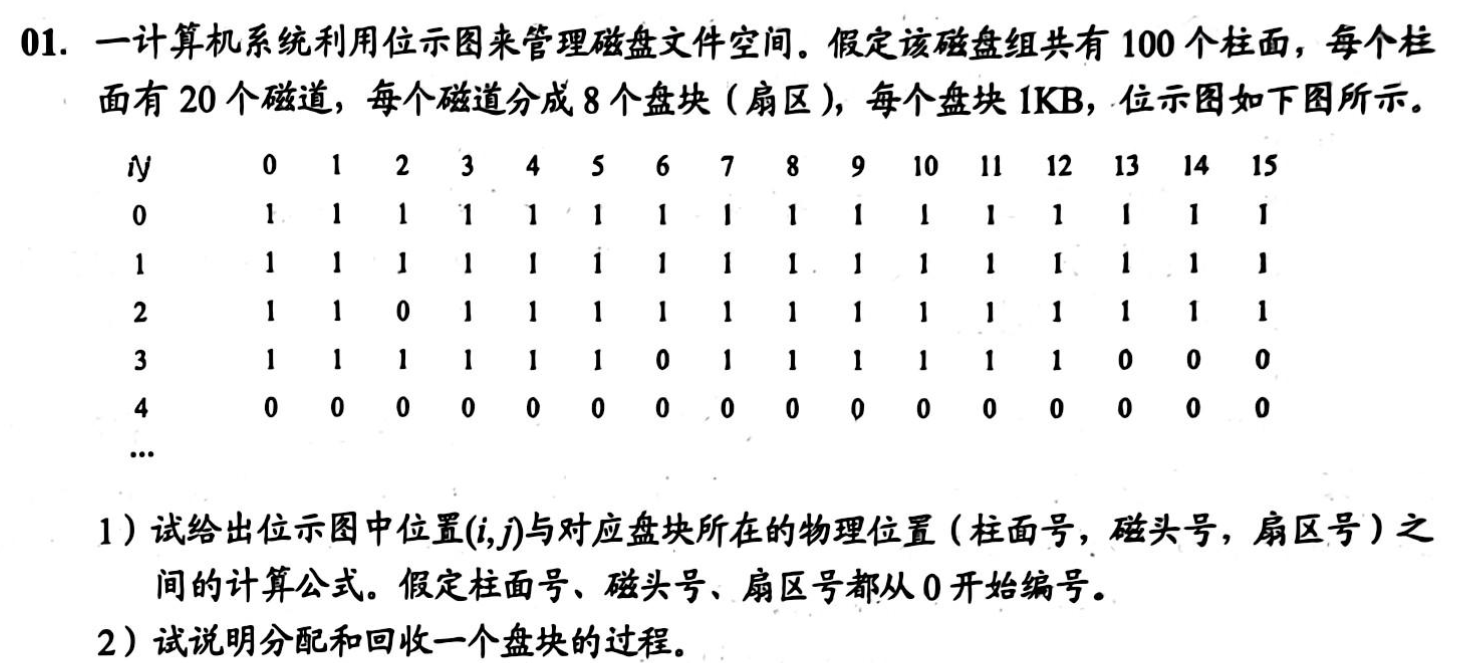 01. 一计算机系统利用位示图来管理磁盘文件空间。假定该磁盘组共有 100 个柱面，每个柱
面有 20 个磁道，每个磁道分成 8 个盘块（扇区），每个盘块 1KB，位示图如下图所示。
i\j 0 1 2 3 4 5 6 7 8 9 10 11 12 13 14 15
0 1 1 1 1 1 1 1 1 1 1 1 1 1 1 1 1
1 1 1 1 1 1 1 1 1 1 1 1 1 1 1 1 1
2 1 1 0 1 1 1 1 1 1 1 1 1 1 1 1 1
3 1 1 1 1 1 1 0 1 1 1 1 1 1 0 0 0
4 0 0 0 0 0 0 0 0 0 0 0 0 0 0 0 0
...
1）试给出位示图中位置(i, j)与对应盘块所在的物理位置（柱面号，磁头号，扇区号）之
间的计算公式。假定柱面号、磁头号、扇区号都从 0 开始编号。
2）试说明分配和回收一个盘块的过程。